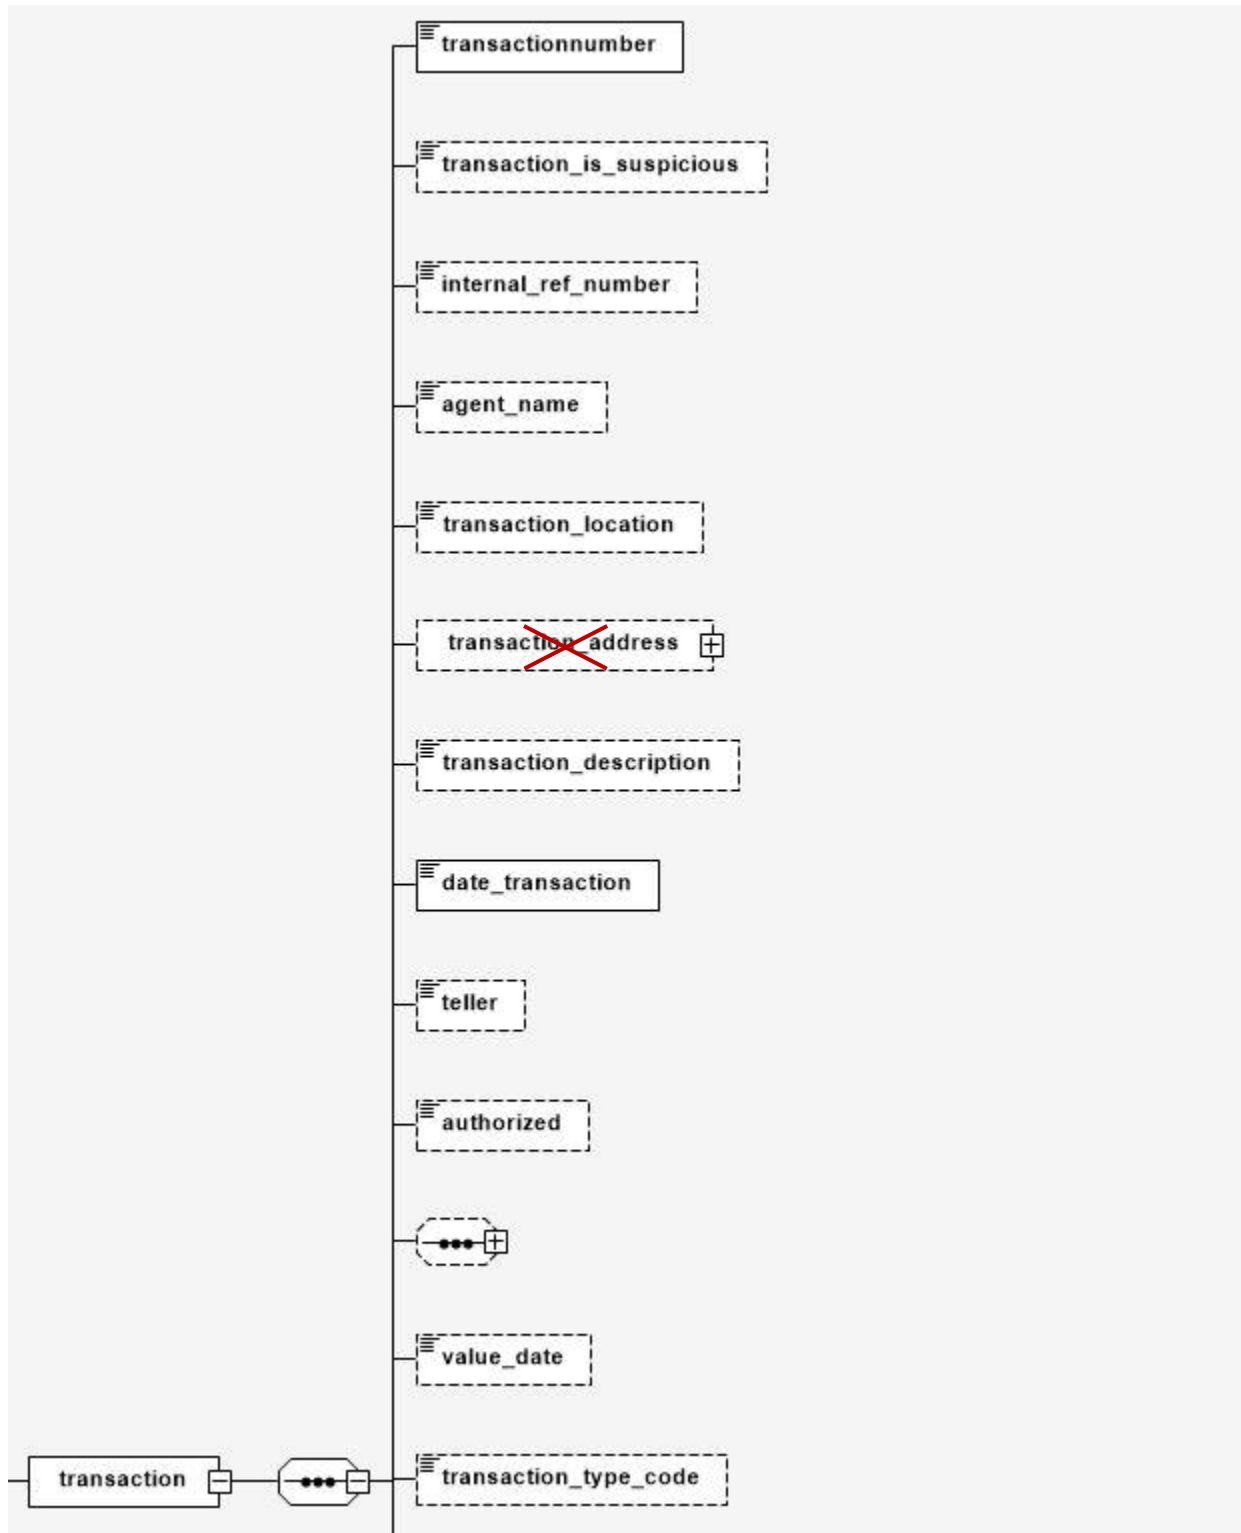 transactionnumber
transaction_is_suspicious
internal_ref_number
agent_name
transaction_location
transaction_address
transaction_description
date_transaction
teller
authorized
value_date
transaction
transaction_type_code